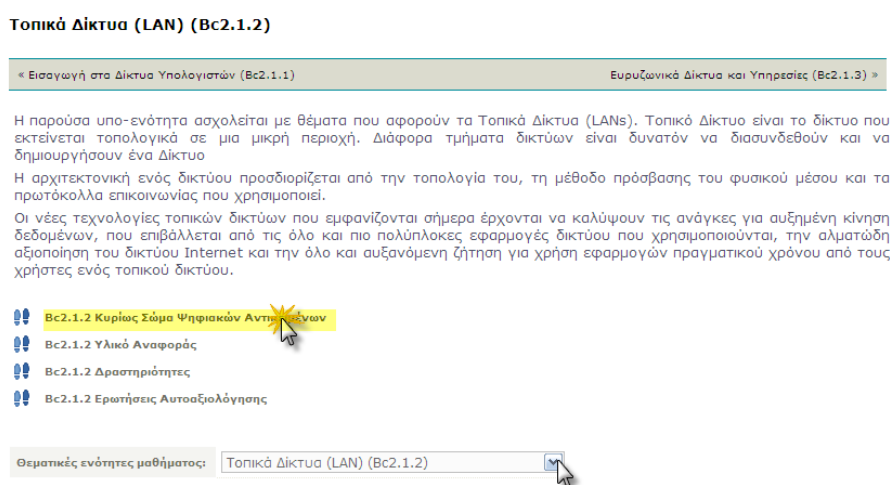 Τοπικά Δίκτυα (LAN) (Bc2.1.2)
« Εισαγωγή στα Δίκτυα Υπολογιστών (Bc2.1.1) Ευρυζωνικά Δίκτυα και Υπηρεσίες (Bc2.1.3) »
Η παρούσα υπο-ενότητα ασχολείται με θέματα που αφορούν τα Τοπικά Δίκτυα (LANs). Τοπικό Δίκτυο είναι το δίκτυο που
εκτείνεται τοπολογικά σε μια μικρή περιοχή. Διάφορα τμήματα δικτύων είναι δυνατόν να διασυνδεθούν και να
δημιουργήσουν ένα Δίκτυο
Η αρχιτεκτονική ενός δικτύου προσδιορίζεται από την τοπολογία του, τη μέθοδο πρόσβασης του φυσικού μέσου και τα
πρωτόκολλα επικοινωνίας που χρησιμοποιεί.
Οι νέες τεχνολογίες τοπικών δικτύων που εμφανίζονται σήμερα έρχονται να καλύψουν τις ανάγκες για αυξημένη κίνηση
δεδομένων, που επιβάλλεται από τις όλο και πιο πολύπλοκες εφαρμογές δικτύου που χρησιμοποιούνται, την αλματώδη
αξιοποίηση του δικτύου Internet και την όλο και αυξανόμενη ζήτηση για χρήση εφαρμογών πραγματικού χρόνου από τους
χρήστες ενός τοπικού δικτύου.
Bc2.1.2 Κυρίως Σώμα Ψηφιακών Αντικειμένων
Bc2.1.2 Υλικό Αναφοράς
Bc2.1.2 Δραστηριότητες
Bc2.1.2 Ερωτήσεις Αυτοαξιολόγησης
Θεματικές ενότητες μαθήματος: Τοπικά Δίκτυα (LAN) (Bc2.1.2)